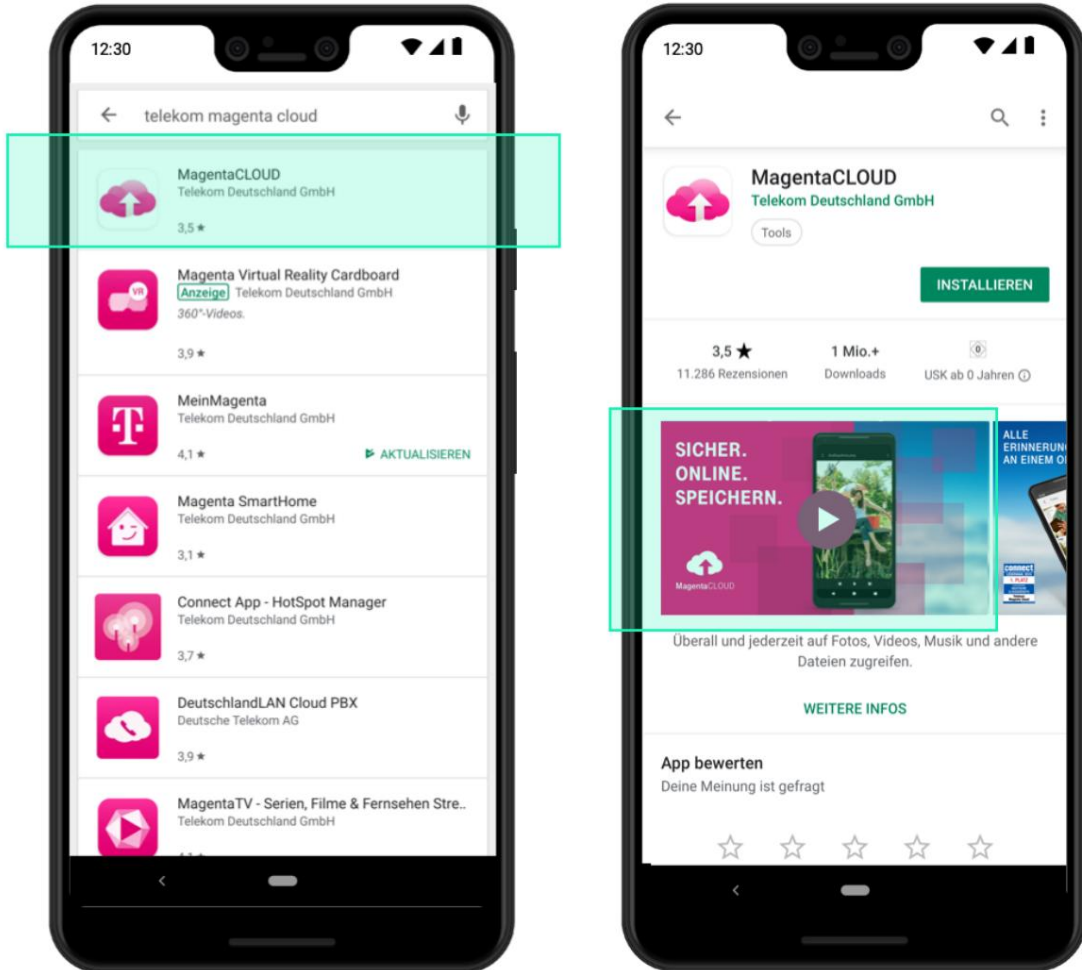 12:30
telekom magenta cloud
MagentaCLOUD
Telekom Deutschland GmbH
3,5 ★
Magenta Virtual Reality Cardboard
Anzeige Telekom Deutschland GmbH
360°-Videos.
VR
3,9 ★
MeinMagenta
Telekom Deutschland GmbH
T
4,1 ★ AKTUALISIEREN
Magenta SmartHome
Telekom Deutschland GmbH
3,1 ★
Connect App - HotSpot Manager
Telekom Deutschland GmbH
3,7 ★
DeutschlandLAN Cloud PBX
Deutsche Telekom AG
3,9 ★
MagentaTV - Serien, Filme & Fernsehen Stre..
Telekom Deutschland GmbH
12:30
MagentaCLOUD
Telekom Deutschland GmbH
Tools
INSTALLIEREN
3,5 ★ 1 Mio.+ 0
11.286 Rezensionen Downloads USK ab 0 Jahren
SICHER.
ONLINE.
SPEICHERN.
MagentaCLOUD
ALLE
ERINNERUN
AN EINEM O
connect
1. PLATZ
Überall und jederzeit auf Fotos, Videos, Musik und andere
Dateien zugreifen.
WEITERE INFOS
App bewerten
Deine Meinung ist gefragt